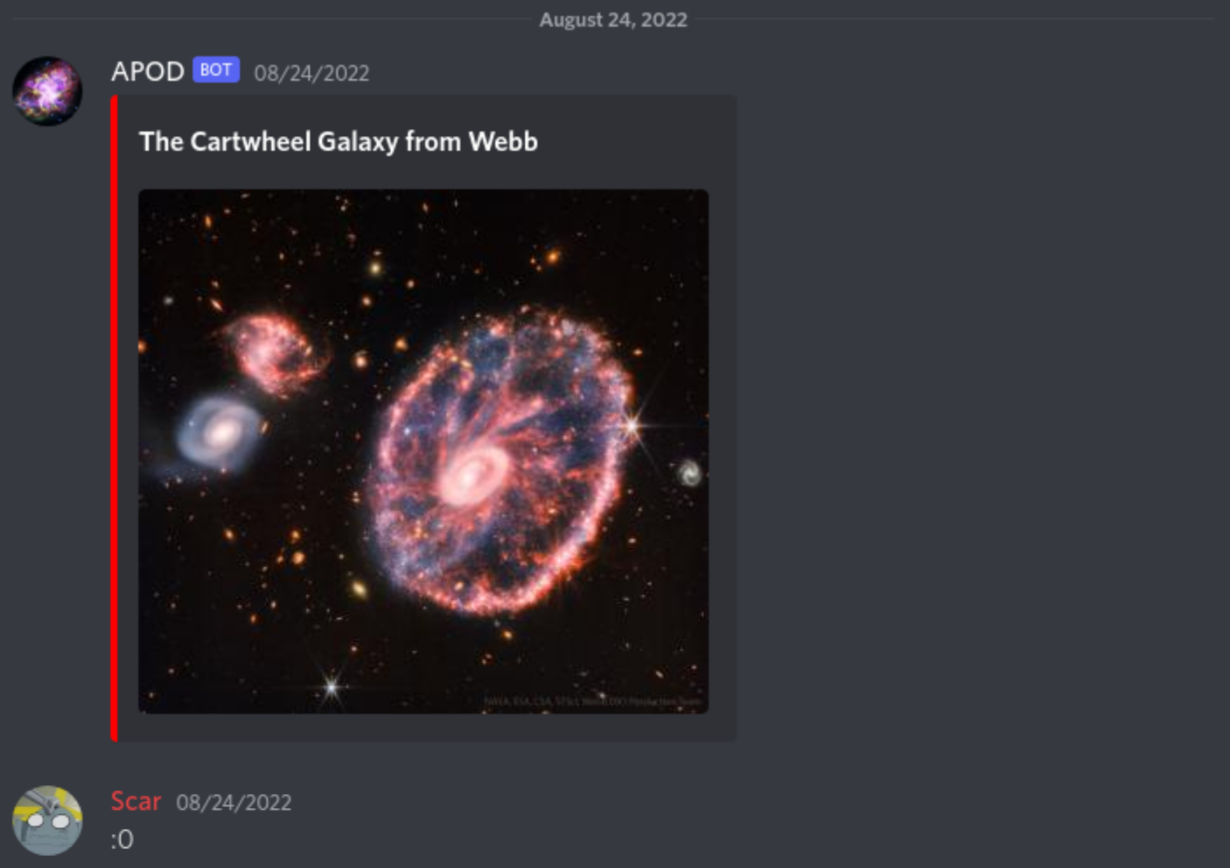 August 24, 2022
APOD BOT 08/24/2022
The Cartwheel Galaxy from Webb
NASA, ESA, CSA, STScI, Webb ERO Production Team
Scar 08/24/2022
:0